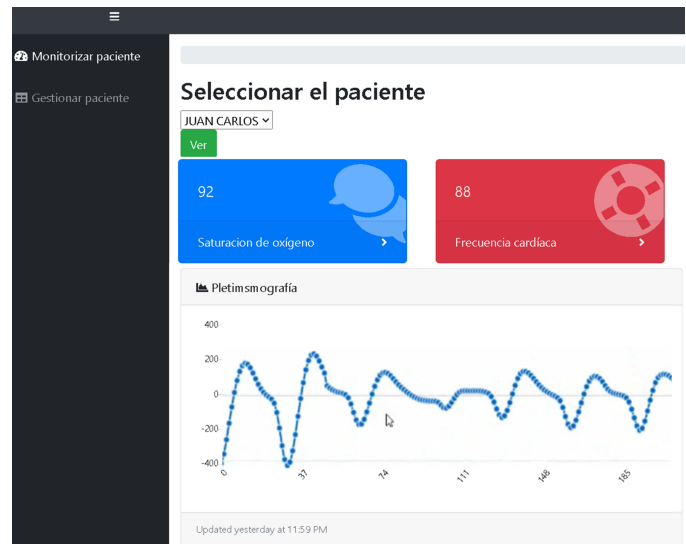 Monitorizar paciente
Gestionar paciente
Seleccionar el paciente
JUAN CARLOS
Ver
92
Saturacion de oxígeno
88
Frecuencia cardíaca
Pletimsmografía
400
200
0
-200
-400
0 37 74 111 148 185
Updated yesterday at 11:59 PM